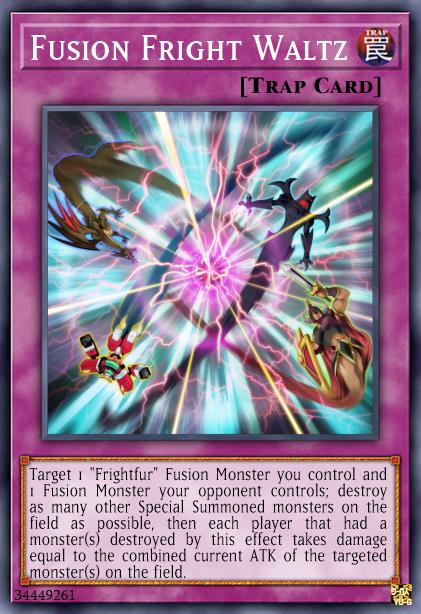 Fusion Fright Waltz
TRAP
罠
[Trap Card]
Target 1 "Frightfur" Fusion Monster you control and
1 Fusion Monster your opponent controls; destroy
as many other Special Summoned monsters on the
field as possible, then each player that had a
monster(s) destroyed by this effect takes damage
equal to the combined current ATK of the targeted
monster(s) on the field.
34449261